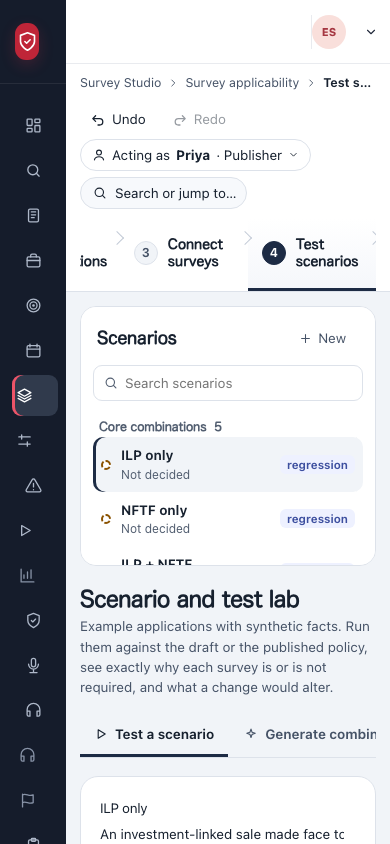 ES
Survey Studio > Survey applicability > Test s...
Undo Redo
Acting as Priya · Publisher
Search or jump to...
tions
3 Connect surveys
4 Test scenarios
Scenarios
+ New
Search scenarios
Core combinations 5
ILP only
Not decided
regression
NFTF only
Not decided
regression
ILP + NFTF
Scenario and test lab
Example applications with synthetic facts. Run
them against the draft or the published policy,
see exactly why each survey is or is not
required, and what a change would alter.
Test a scenario
Generate combin
ILP only
An investment-linked sale made face to